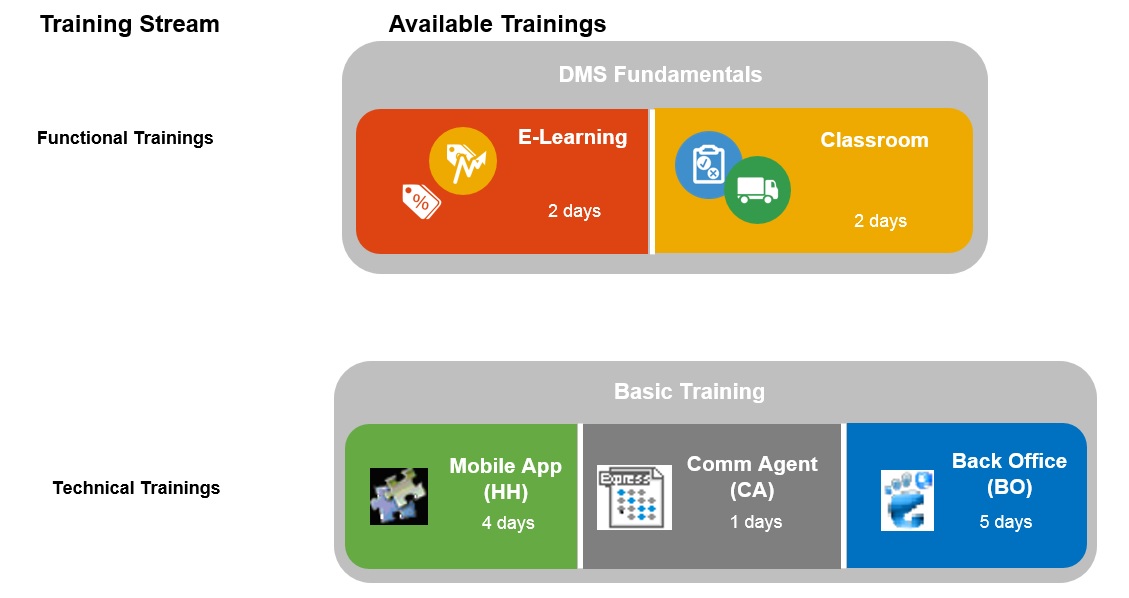 Training Stream
Available Trainings
DMS Fundamentals
Functional Trainings
E-Learning
2 days
%
Classroom
2 days
Basic Training
Technical Trainings
Mobile App
(HH)
4 days
Express
Comm Agent
(CA)
1 days
Back Office
(BO)
5 days